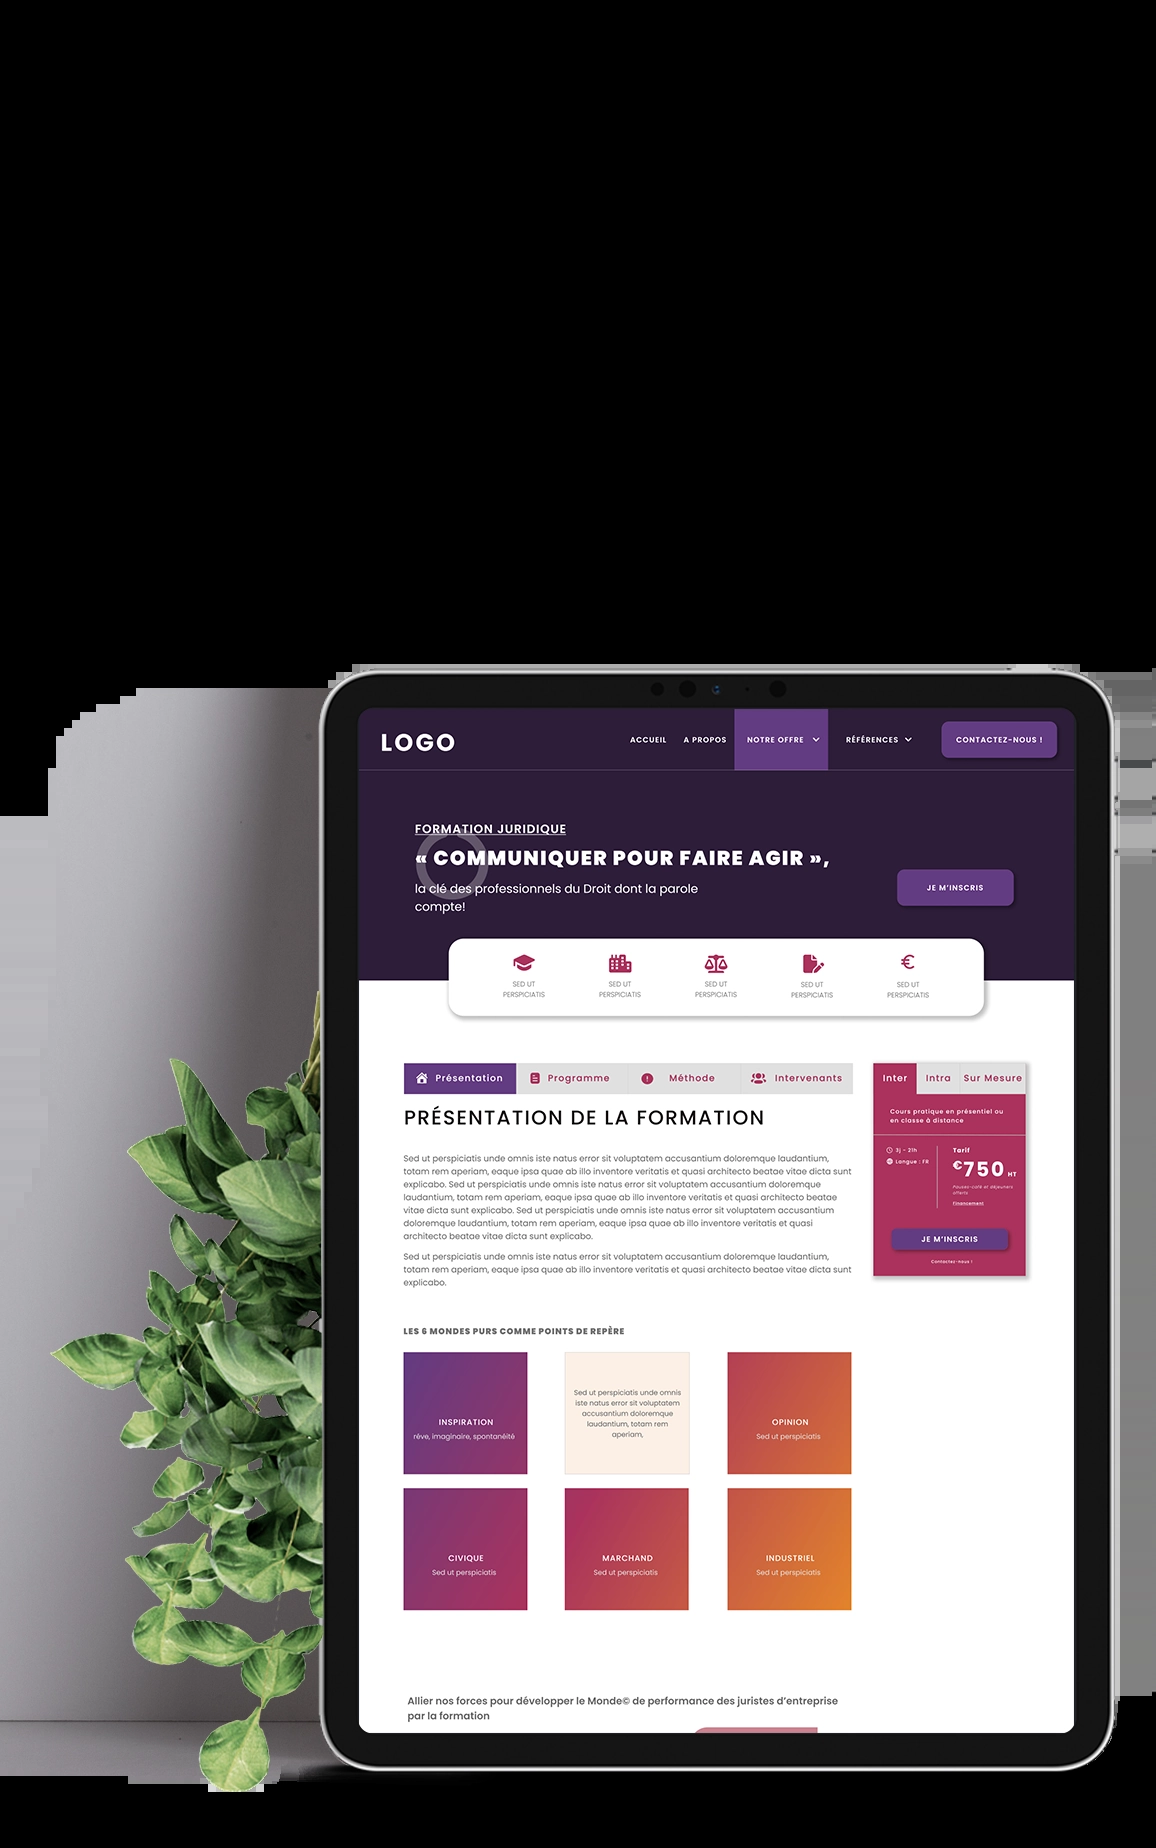 LOGO
ACCUEIL
A PROPOS
NOTRE OFFRE
RÉFÉRENCES
CONTACTEZ-NOUS !
FORMATION JURIDIQUE
« COMMUNIQUER POUR FAIRE AGIR »,
la clé des professionnels du Droit dont la parole
compte!
JE M'INSCRIS
SED UT
PERSPICIATIS
SED UT
PERSPICIATIS
SED UT
PERSPICIATIS
SED UT
PERSPICIATIS
€
SED UT
PERSPICIATIS
Présentation
Programme
Méthode
Intervenants
PRÉSENTATION DE LA FORMATION
Sed ut perspiciatis unde omnis iste natus error sit voluptatem accusantium doloremque laudantium,
totam rem aperiam, eaque ipsa quae ab illo inventore veritatis et quasi architecto beatae vitae dicta sunt
explicabo. Sed ut perspiciatis unde omnis iste natus error sit voluptatem accusantium doloremque
laudantium, totam rem aperiam, eaque ipsa quae ab illo inventore veritatis et quasi architecto beatae
vitae dicta sunt explicabo. Sed ut perspiciatis unde omnis iste natus error sit voluptatem accusantium
doloremque laudantium, totam rem aperiam, eaque ipsa quae ab illo inventore veritatis et quasi
architecto beatae vitae dicta sunt explicabo.
Sed ut perspiciatis unde omnis iste natus error sit voluptatem accusantium doloremque laudantium,
totam rem aperiam, eaque ipsa quae ab illo inventore veritatis et quasi architecto beatae vitae dicta sunt
explicabo.
Inter
Intra
Sur Mesure
Cours pratique en présentiel ou
en classe à distance
3j - 21h
Langue : FR
Tarif
€750 HT
Pauses-café et déjeuners
offerts
Financement
JE M'INSCRIS
Contactez-nous !
LES 6 MONDES PURS COMME POINTS DE REPÈRE
INSPIRATION
rêve, imaginaire, spontanéité
Sed ut perspiciatis unde omnis
iste natus error sit voluptatem
accusantium doloremque
laudantium, totam rem
aperiam,
OPINION
Sed ut perspiciatis
CIVIQUE
Sed ut perspiciatis
MARCHAND
Sed ut perspiciatis
INDUSTRIEL
Sed ut perspiciatis
Allier nos forces pour développer le Monde© de performance des juristes d'entreprise
par la formation